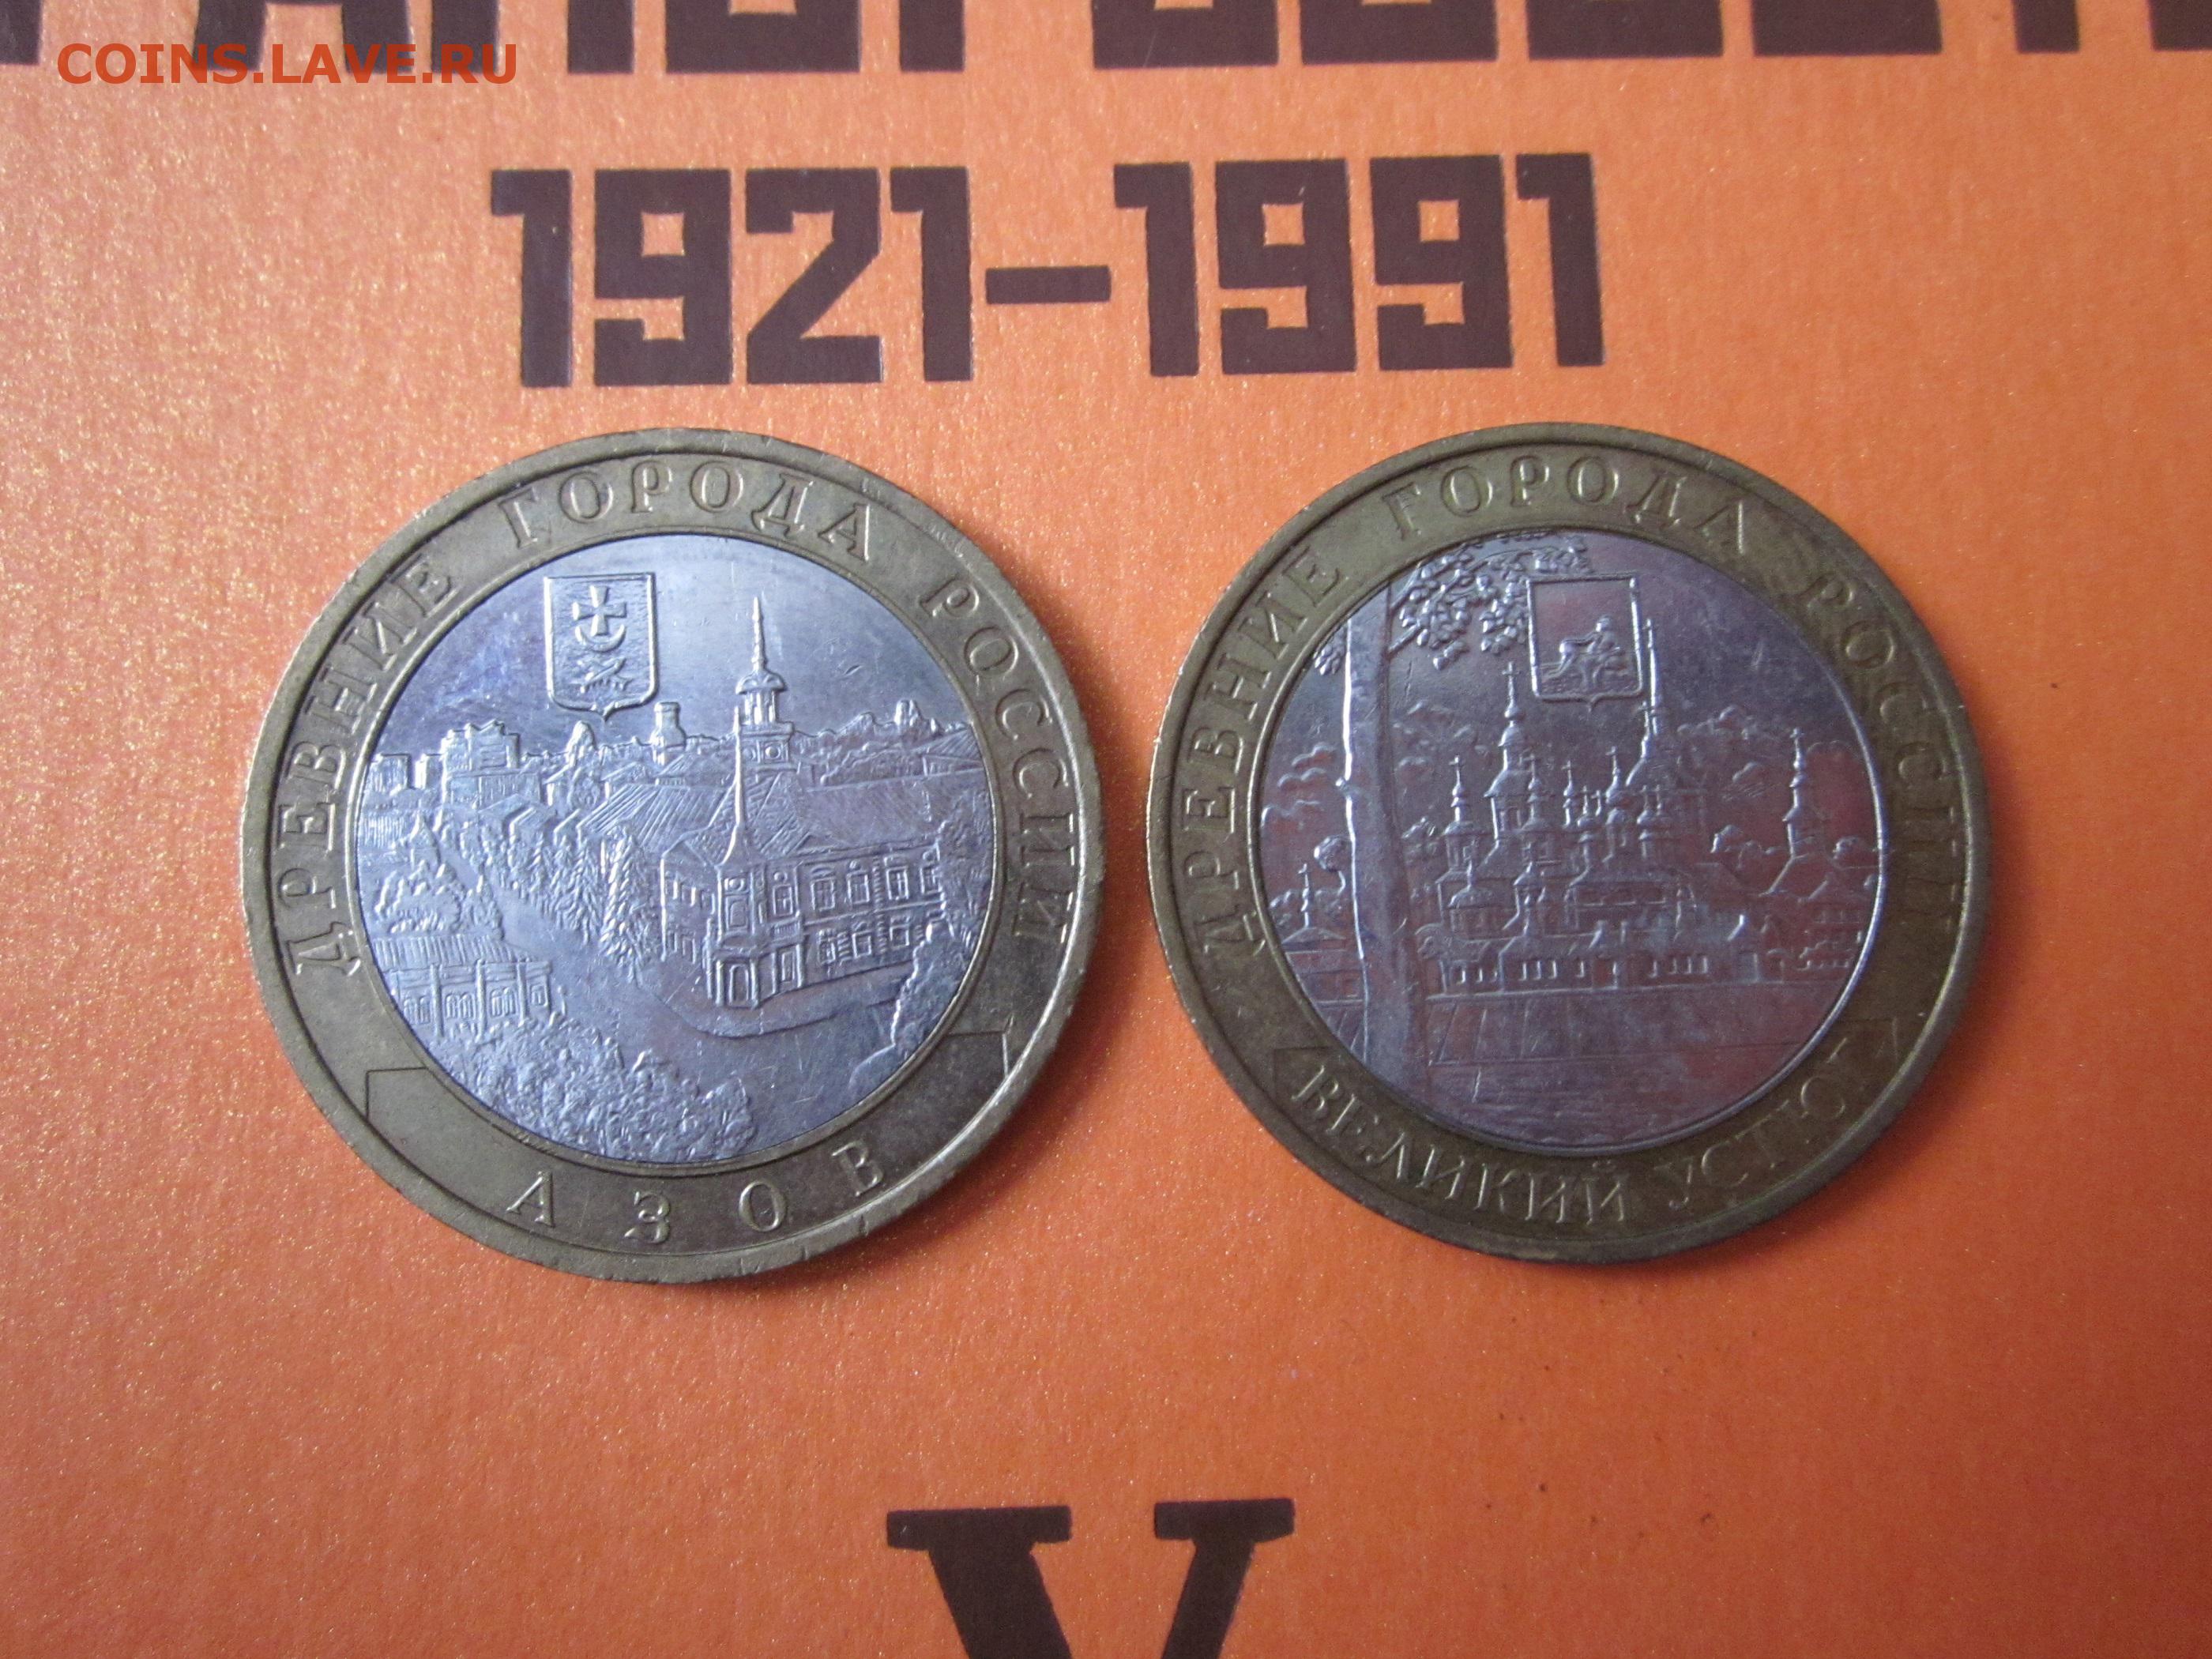 COINS.LAVE.RU
1921–1991
ДРЕВНИЕ ГОРОДА РОССИИ
АЗОВ
ДРЕВНИЕ ГОРОДА РОССИИ
ВЕЛИКИЙ УСТЮГ
V